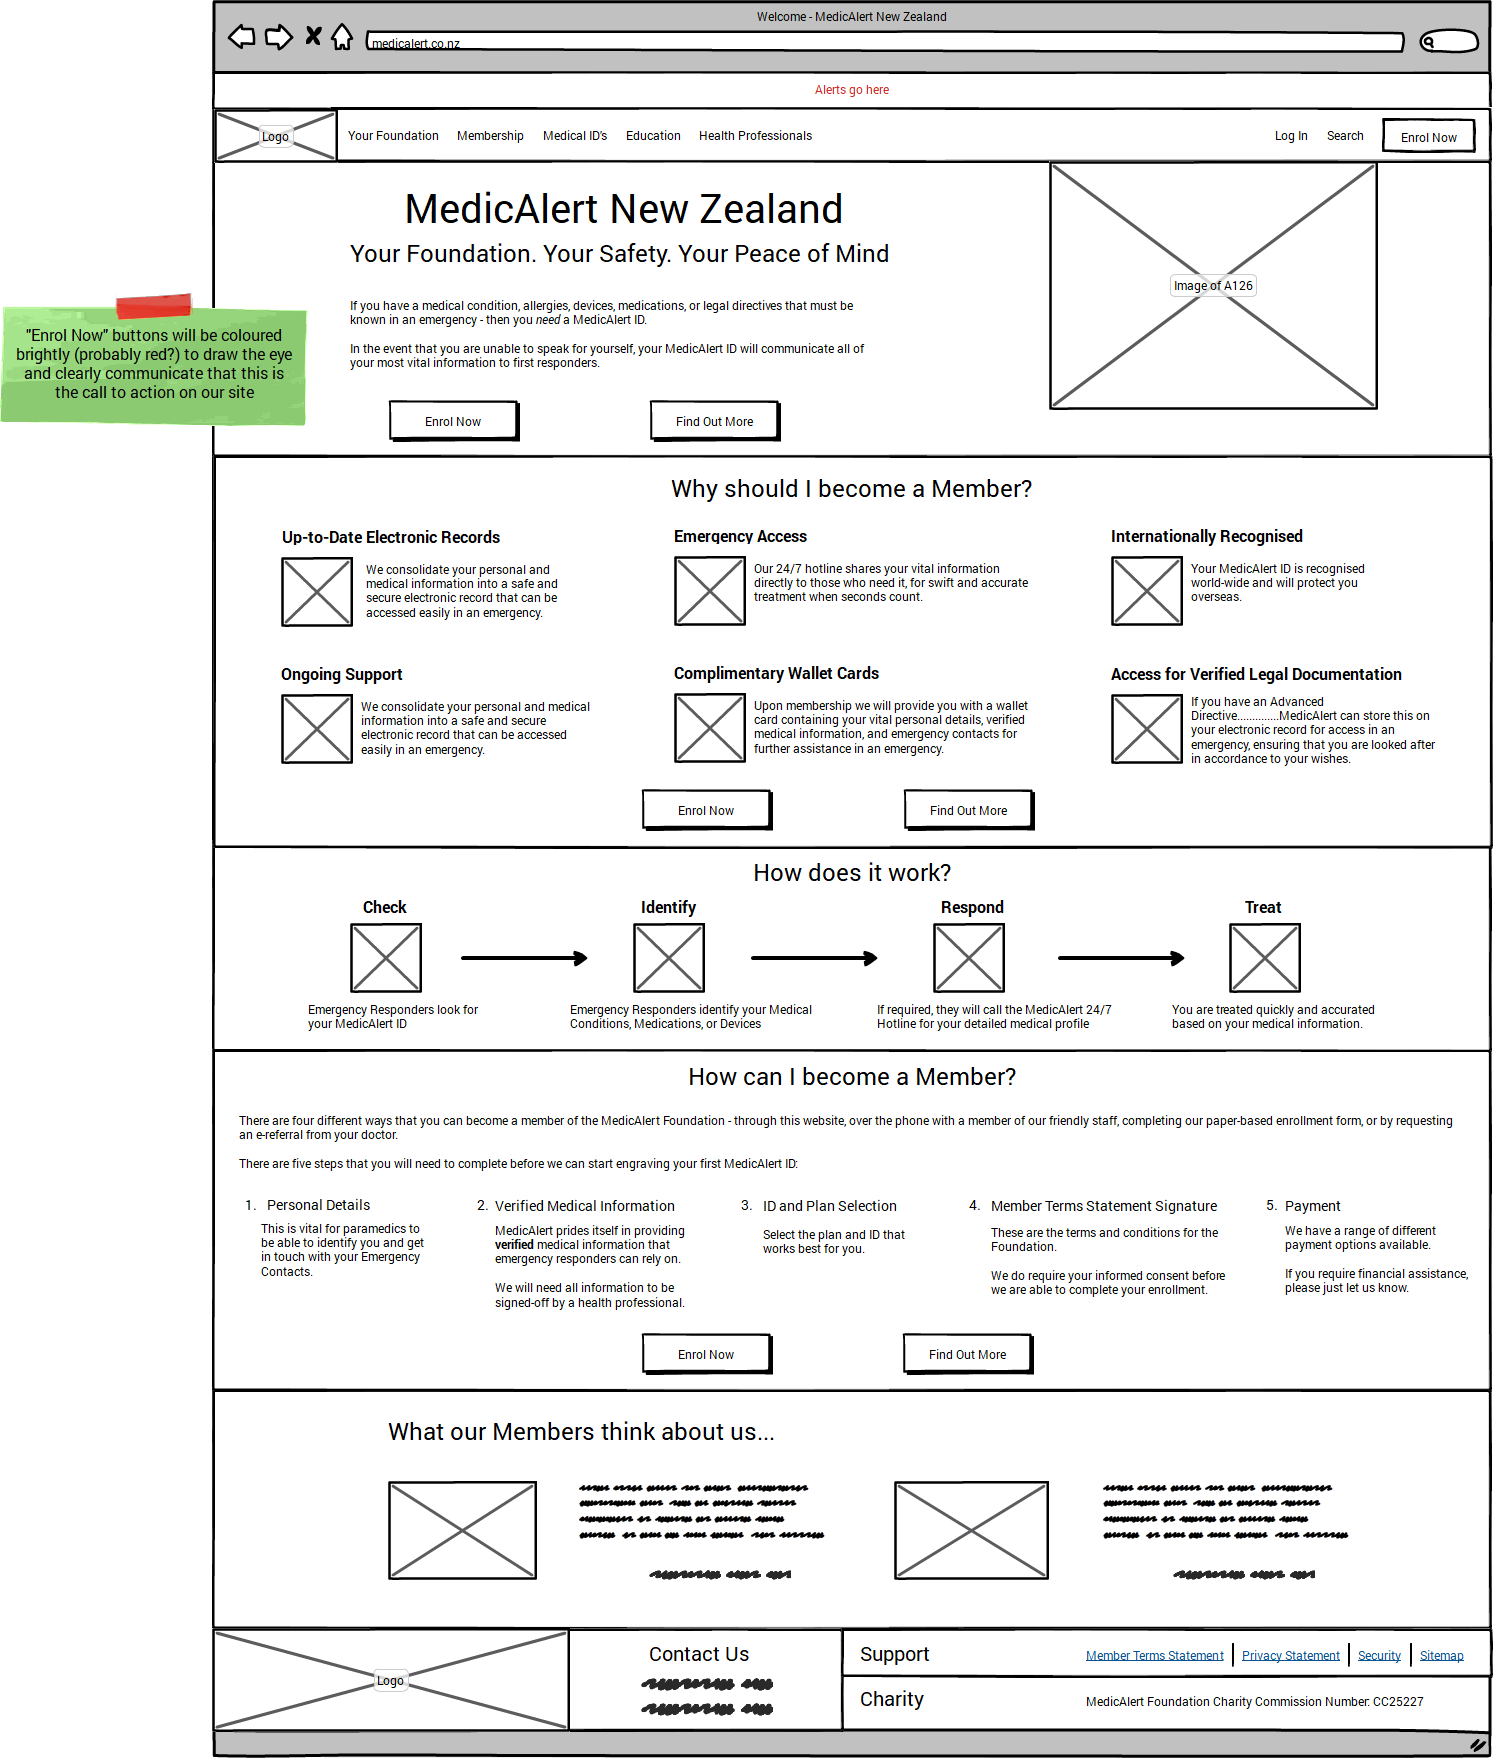 Welcome - MedicAlert New Zealand
medicalert.co.nz
Alerts go here
Logo
Your Foundation
Membership
Medical ID's
Education
Health Professionals
Log In
Search
Enrol Now
MedicAlert New Zealand
Your Foundation. Your Safety. Your Peace of Mind
If you have a medical condition, allergies, devices, medications, or legal directives that must be
known in an emergency - then you need a MedicAlert ID.
In the event that you are unable to speak for yourself, your MedicAlert ID will communicate all of
your most vital information to first responders.
Enrol Now
Find Out More
Image of A126
"Enrol Now" buttons will be coloured
brightly (probably red?) to draw the eye
and clearly communicate that this is
the call to action on our site
Why should I become a Member?
Up-to-Date Electronic Records
We consolidate your personal and
medical information into a safe and
secure electronic record that can be
accessed easily in an emergency.
Emergency Access
Our 24/7 hotline shares your vital information
directly to those who need it, for swift and accurate
treatment when seconds count.
Internationally Recognised
Your MedicAlert ID is recognised
world-wide and will protect you
overseas.
Ongoing Support
We consolidate your personal and medical
information into a safe and secure
electronic record that can be accessed
easily in an emergency.
Complimentary Wallet Cards
Upon membership we will provide you with a wallet
card containing your vital personal details, verified
medical information, and emergency contacts for
further assistance in an emergency.
Access for Verified Legal Documentation
If you have an Advanced
Directive..............MedicAlert can store this on
your electronic record for access in an
emergency, ensuring that you are looked after
in accordance to your wishes.
Enrol Now
Find Out More
How does it work?
Check
Emergency Responders look for
your MedicAlert ID
Identify
Emergency Responders identify your Medical
Conditions, Medications, or Devices
Respond
If required, they will call the MedicAlert 24/7
Hotline for your detailed medical profile
Treat
You are treated quickly and accurated
based on your medical information.
How can I become a Member?
There are four different ways that you can become a member of the MedicAlert Foundation - through this website, over the phone with a member of our friendly staff, completing our paper-based enrollment form, or by requesting
an e-referral from your doctor.
There are five steps that you will need to complete before we can start engraving your first MedicAlert ID:
1. Personal Details
This is vital for paramedics to
be able to identify you and get
in touch with your Emergency
Contacts.
2. Verified Medical Information
MedicAlert prides itself in providing
verified medical information that
emergency responders can rely on.
We will need all information to be
signed-off by a health professional.
3. ID and Plan Selection
Select the plan and ID that
works best for you.
4. Member Terms Statement Signature
These are the terms and conditions for the
Foundation.
We do require your informed consent before
we are able to complete your enrollment.
5. Payment
We have a range of different
payment options available.
If you require financial assistance,
please just let us know.
Enrol Now
Find Out More
What our Members think about us...
Logo
Contact Us
Support
Member Terms Statement
Privacy Statement
Security
Sitemap
Charity
MedicAlert Foundation Charity Commission Number: CC25227